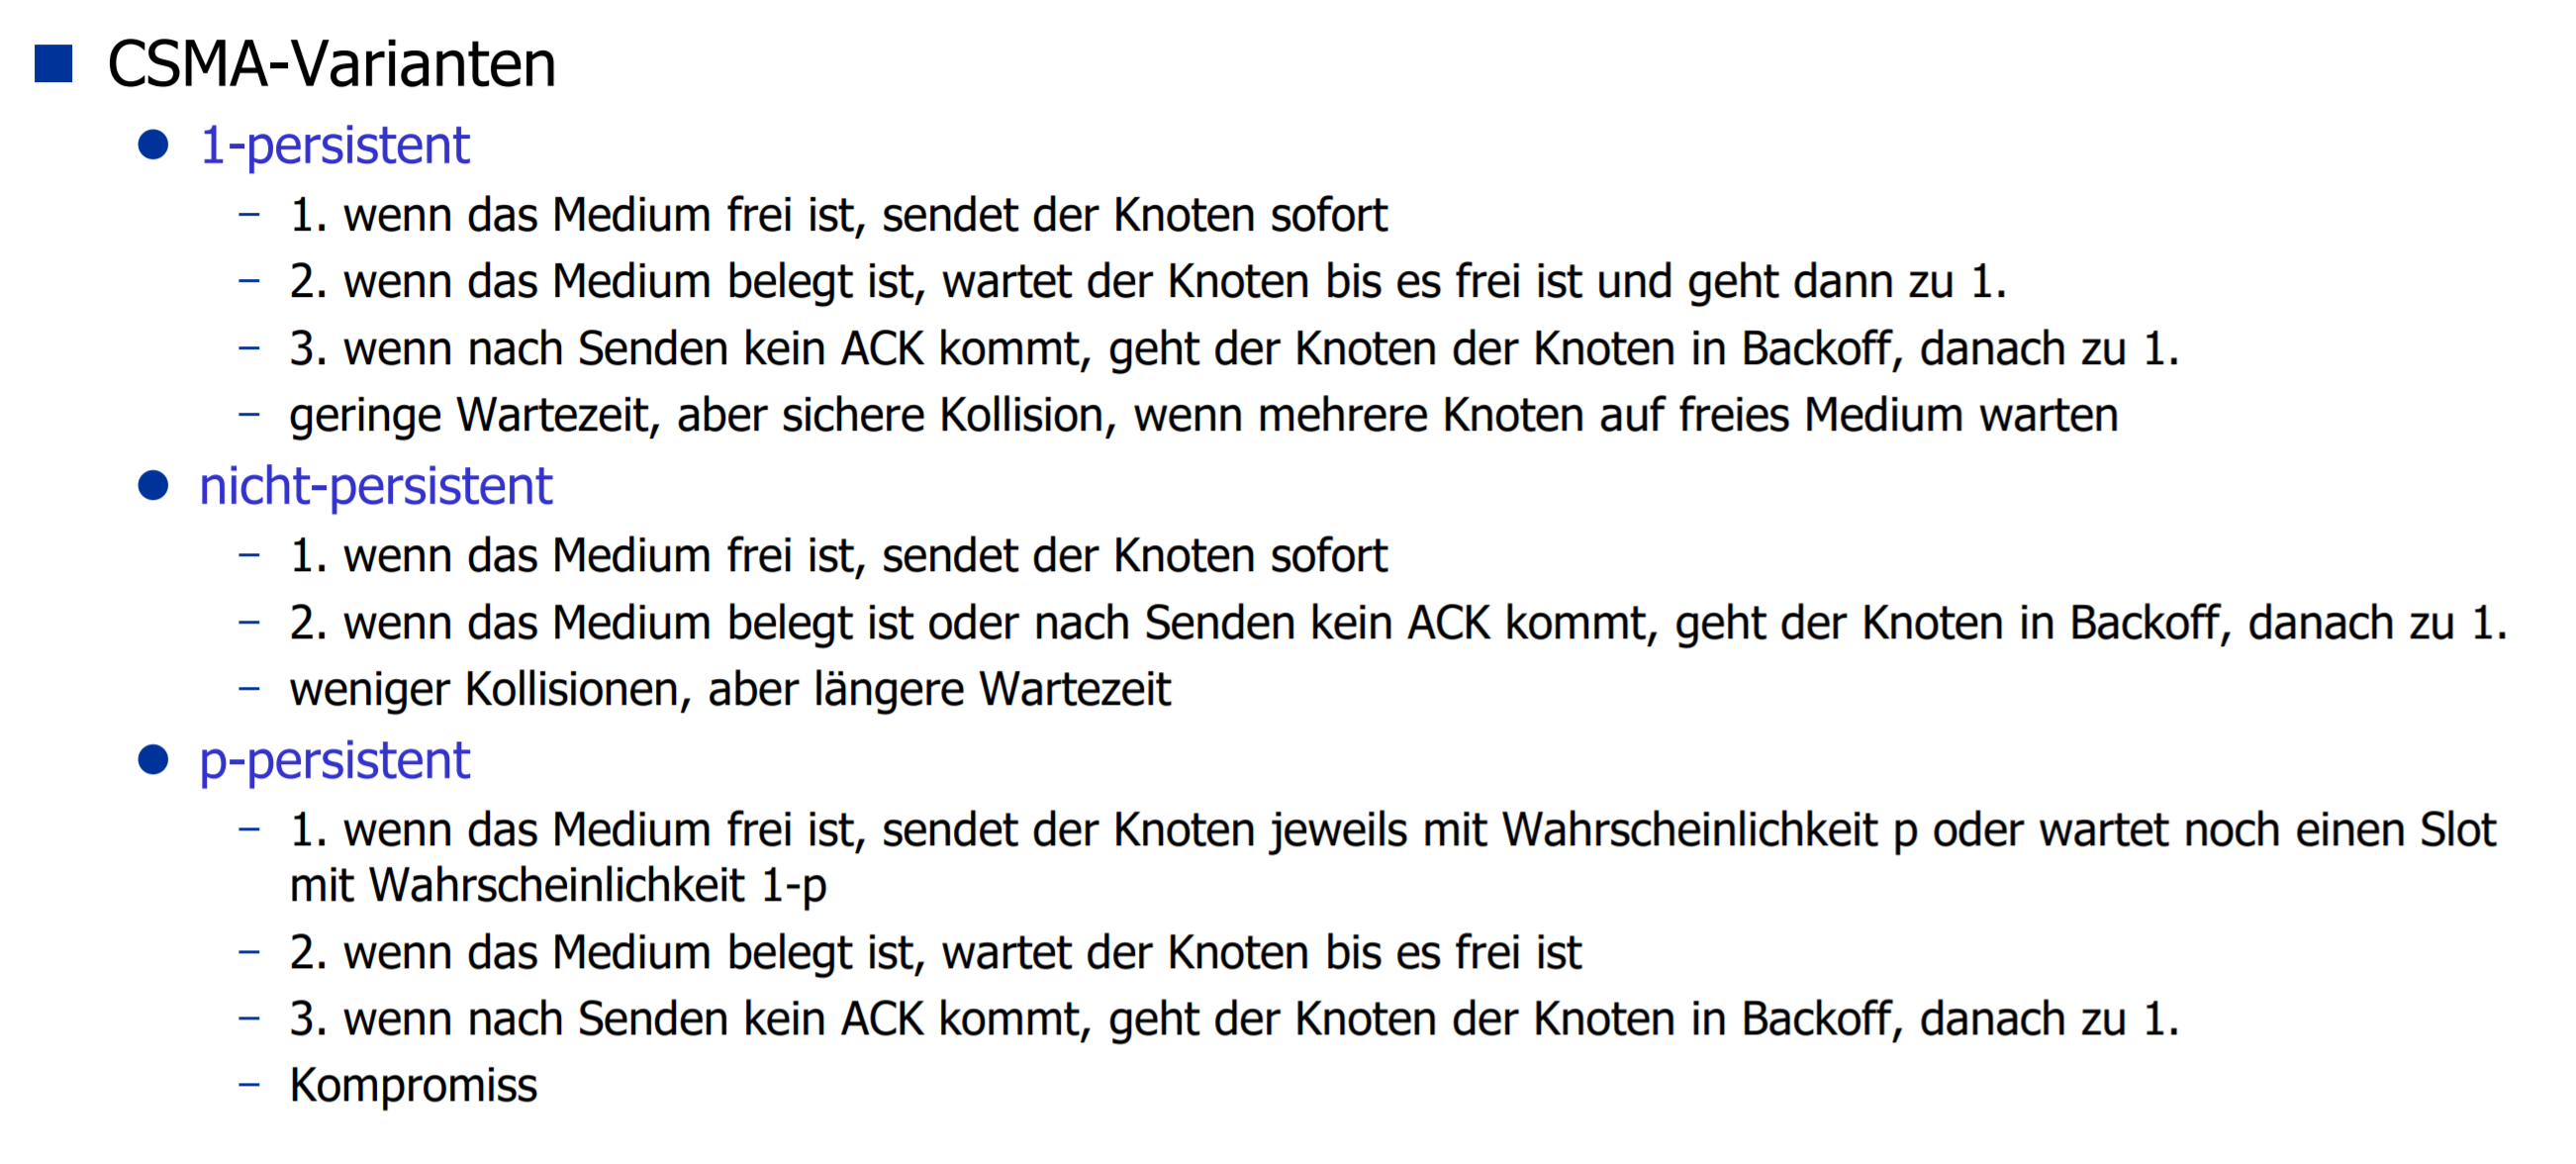 CSMA-Varianten
1-persistent
– 1. wenn das Medium frei ist, sendet der Knoten sofort
– 2. wenn das Medium belegt ist, wartet der Knoten bis es frei ist und geht dann zu 1.
– 3. wenn nach Senden kein ACK kommt, geht der Knoten der Knoten in Backoff, danach zu 1.
– geringe Wartezeit, aber sichere Kollision, wenn mehrere Knoten auf freies Medium warten
nicht-persistent
– 1. wenn das Medium frei ist, sendet der Knoten sofort
– 2. wenn das Medium belegt ist oder nach Senden kein ACK kommt, geht der Knoten in Backoff, danach zu 1.
– weniger Kollisionen, aber längere Wartezeit
p-persistent
– 1. wenn das Medium frei ist, sendet der Knoten jeweils mit Wahrscheinlichkeit p oder wartet noch einen Slot
mit Wahrscheinlichkeit 1-p
– 2. wenn das Medium belegt ist, wartet der Knoten bis es frei ist
– 3. wenn nach Senden kein ACK kommt, geht der Knoten der Knoten in Backoff, danach zu 1.
– Kompromiss